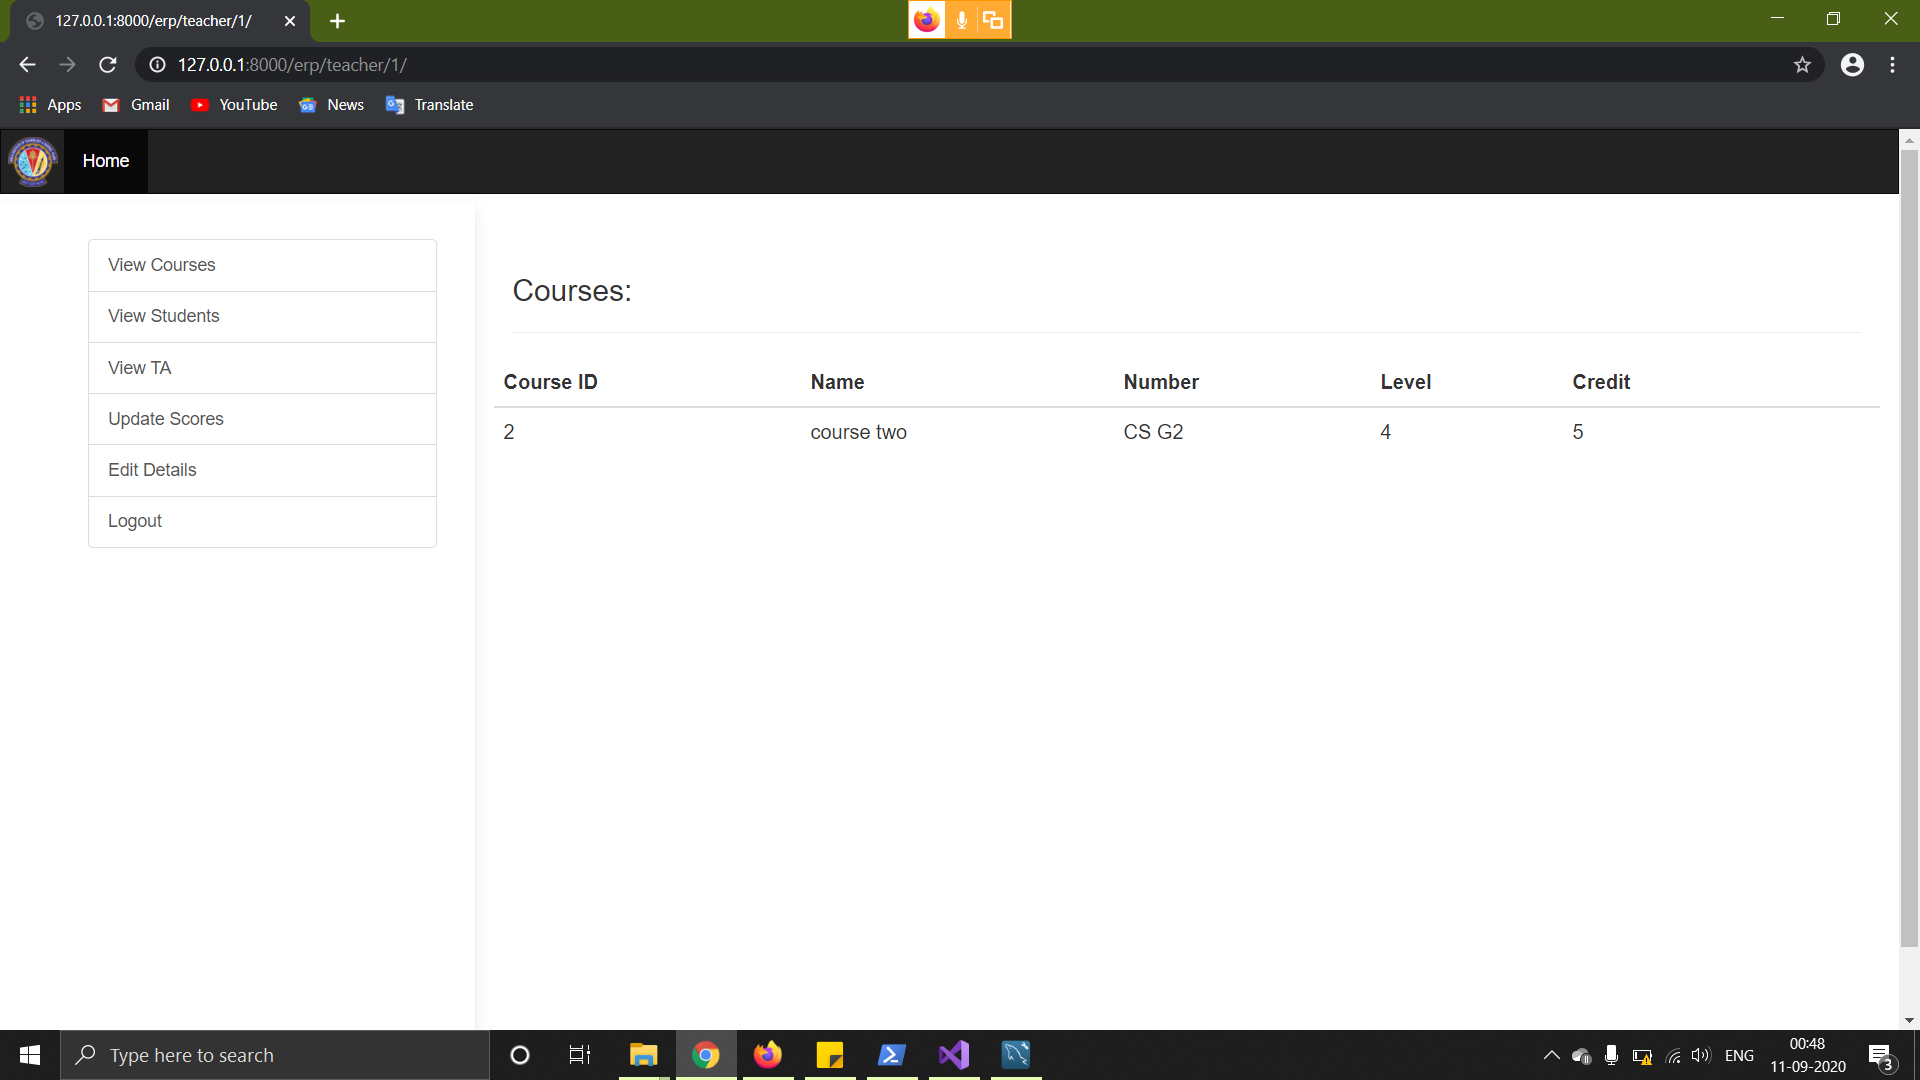 127.0.0.1:8000/erp/teacher/1/
127.0.0.1:8000/erp/teacher/1/
Apps Gmail YouTube News Translate
Home
View Courses
View Students
View TA
Update Scores
Edit Details
Logout
Courses:
Course ID Name Number Level Credit
2 course two CS G2 4 5
Type here to search
ENG
00:48
11-09-2020
3